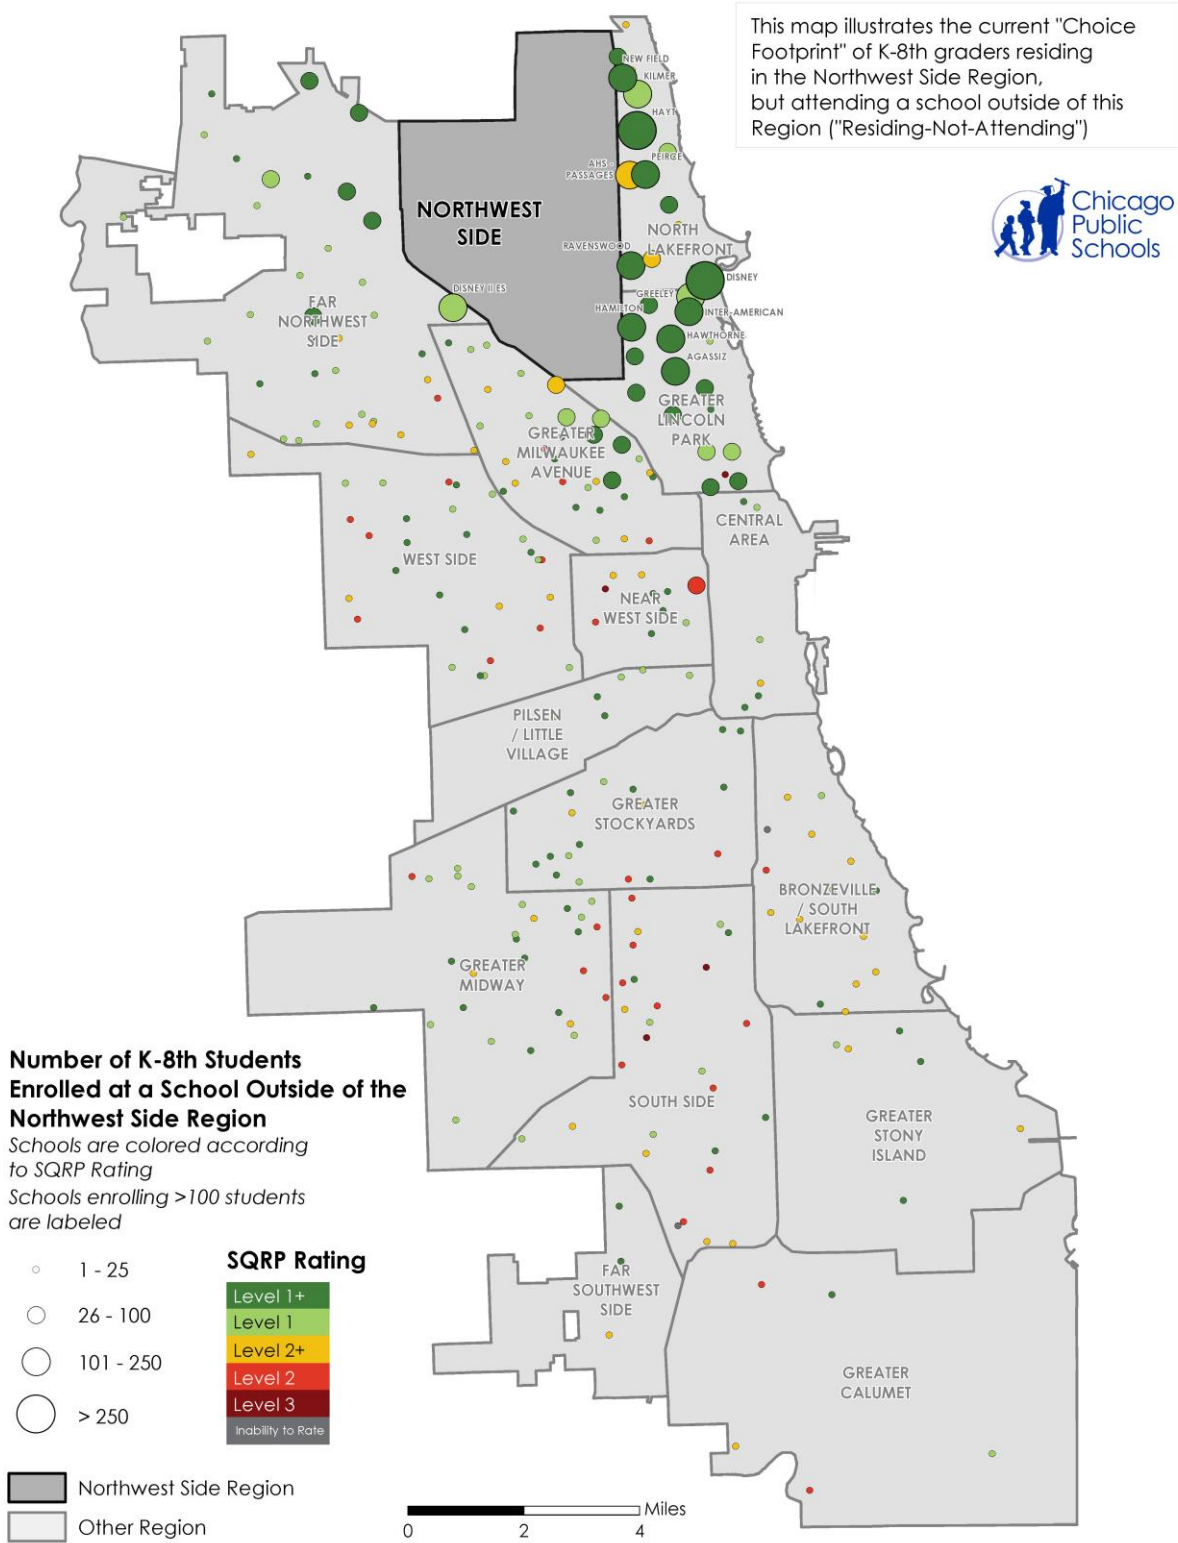 This map illustrates the current "Choice
Footprint" of K-8th graders residing
in the Northwest Side Region,
but attending a school outside of this
Region ("Residing-Not-Attending")
Chicago
Public
Schools
NEW FIELD
KILMER
HAYT
PEIRCE
AHS -
PASSAGES
NORTHWEST
SIDE
NORTH
LAKEFRONT
RAVENSWOOD
DISNEY
DISNEY II ES
GREELEY
HAMILTON
INTER-AMERICAN
HAWTHORNE
AGASSIZ
FAR
NORTHWEST
SIDE
GREATER
LINCOLN
PARK
GREATER
MILWAUKEE
AVENUE
CENTRAL
AREA
WEST SIDE
NEAR
WEST SIDE
PILSEN
/ LITTLE
VILLAGE
GREATER
STOCKYARDS
BRONZEVILLE
/ SOUTH
LAKEFRONT
GREATER
MIDWAY
SOUTH SIDE
GREATER
STONY
ISLAND
FAR
SOUTHWEST
SIDE
GREATER
CALUMET
Number of K-8th Students
Enrolled at a School Outside of the
Northwest Side Region
Schools are colored according
to SQRP Rating
Schools enrolling >100 students
are labeled
1 - 25
26 - 100
101 - 250
> 250
SQRP Rating
Level 1+
Level 1
Level 2+
Level 2
Level 3
Inability to Rate
Northwest Side Region
Other Region
Miles
0 2 4